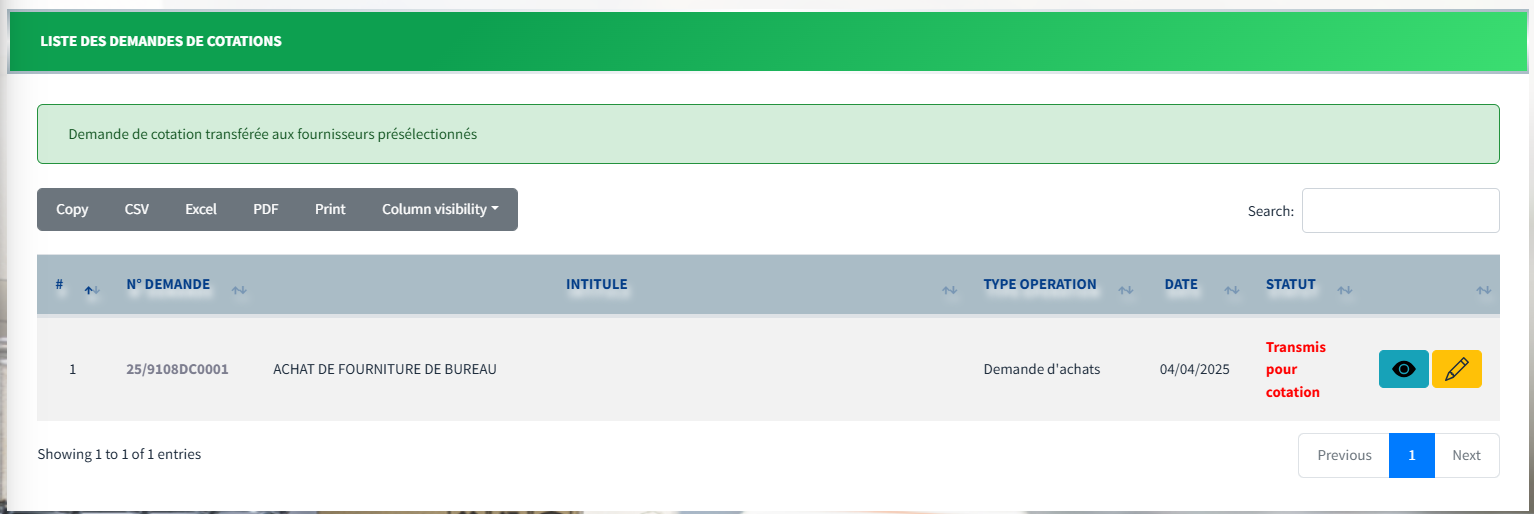 LISTE DES DEMANDES DE COTATIONS
Demande de cotation transférée aux fournisseurs présélectionnés
Copy CSV Excel PDF Print Column visibility
Search:
# N° DEMANDE INTITULE TYPE OPERATION DATE STATUT
1 25/9108DC0001 ACHAT DE FOURNITURE DE BUREAU Demande d'achats 04/04/2025 Transmis
pour
cotation
Showing 1 to 1 of 1 entries
Previous 1 Next